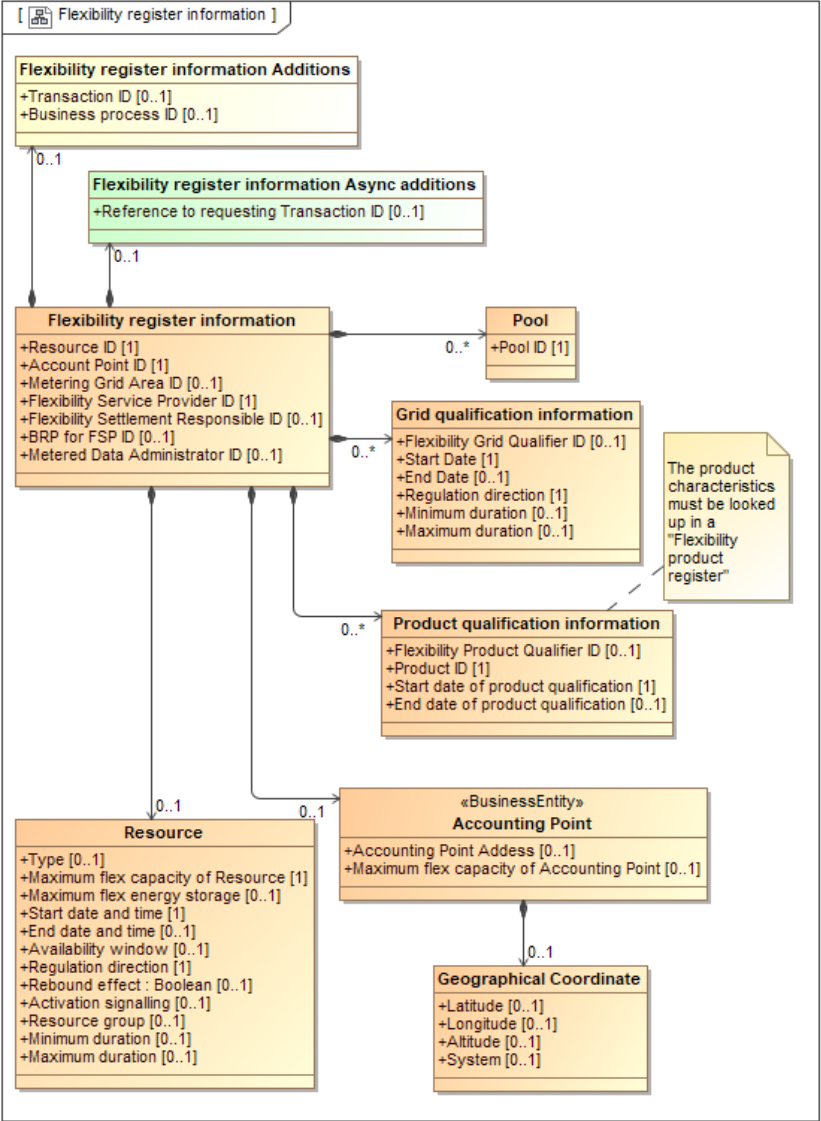 [ Flexibility register information ]
Flexibility register information Additions
+Transaction ID [0..1]
+Business process ID [0..1]
0..1
Flexibility register information Async additions
+Reference to requesting Transaction ID [0..1]
0..1
Flexibility register information
+Resource ID [1]
+Account Point ID [1]
+Metering Grid Area ID [0..1]
+Flexibility Service Provider ID [1]
+Flexibility Settlement Responsible ID [0..1]
+BRP for FSP ID [0..1]
+Metered Data Administrator ID [0..1]
0..*
Pool
+Pool ID [1]
0..*
Grid qualification information
+Flexibility Grid Qualifier ID [0..1]
+Start Date [1]
+End Date [0..1]
+Regulation direction [1]
+Minimum duration [0..1]
+Maximum duration [0..1]
The product
characteristics
must be looked
up in a
"Flexibility
product
register"
0..*
Product qualification information
+Flexibility Product Qualifier ID [0..1]
+Product ID [1]
+Start date of product qualification [1]
+End date of product qualification [0..1]
0..1
Resource
+Type [0..1]
+Maximum flex capacity of Resource [1]
+Maximum flex energy storage [0..1]
+Start date and time [1]
+End date and time [0..1]
+Availability window [0..1]
+Regulation direction [1]
+Rebound effect : Boolean [0..1]
+Activation signalling [0..1]
+Resource group [0..1]
+Minimum duration [0..1]
+Maximum duration [0..1]
0..1
«BusinessEntity»
Accounting Point
+Accounting Point Addess [0..1]
+Maximum flex capacity of Accounting Point [0..1]
0..1
Geographical Coordinate
+Latitude [0..1]
+Longitude [0..1]
+Altitude [0..1]
+System [0..1]